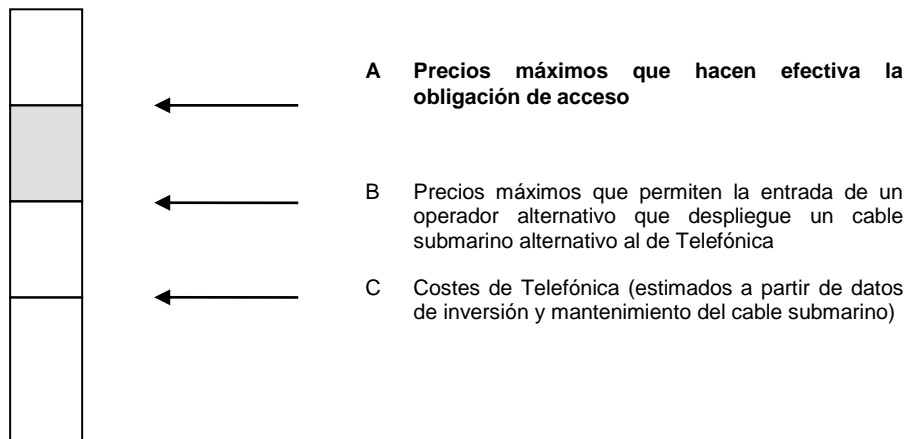 A Precios máximos que hacen efectiva la
obligación de acceso
B Precios máximos que permiten la entrada de un
operador alternativo que despliegue un cable
submarino alternativo al de Telefónica
C Costes de Telefónica (estimados a partir de datos
de inversión y mantenimiento del cable submarino)